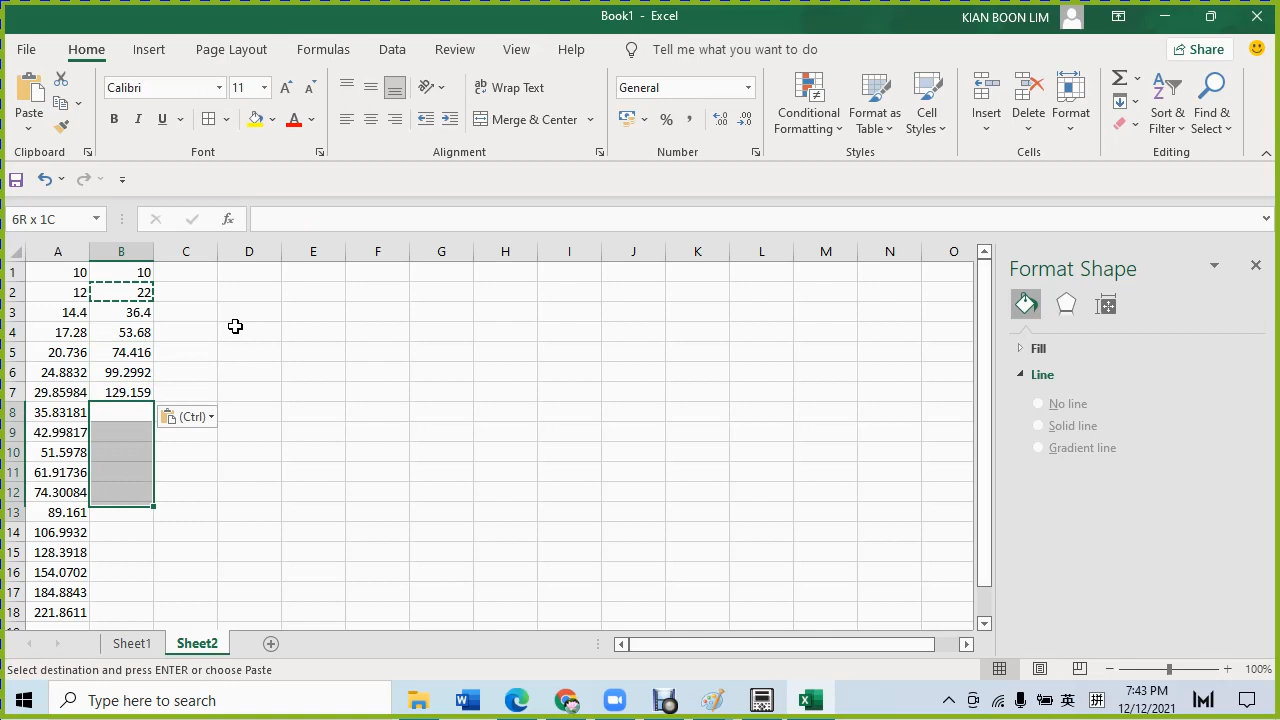 Book1 - Excel
KIAN BOON LIM
File Home Insert Page Layout Formulas Data Review View Help Tell me what you want to do Share
Paste
Clipboard
Calibri 11
B I U A
Font
Wrap Text
Merge & Center
Alignment
General
%
Number
Conditional Formatting
Format as Table
Cell Styles
Styles
Insert Delete Format
Cells
Sort & Filter
Find & Select
Editing
6R x 1C
fx
A B C D E F G H I J K L M N O
1 10 10
2 12 22
3 14.4 36.4
4 17.28 53.68
5 20.736 74.416
6 24.8832 99.2992
7 29.85984 129.159
8 35.83181 (Ctrl)
9 42.99817
10 51.5978
11 61.91736
12 74.30084
13 89.161
14 106.9932
15 128.3918
16 154.0702
17 184.8843
18 221.8611
Format Shape
Fill
Line
No line
Solid line
Gradient line
Sheet1 Sheet2
Select destination and press ENTER or choose Paste
100%
Type here to search
英 拼
7:43 PM
12/12/2021